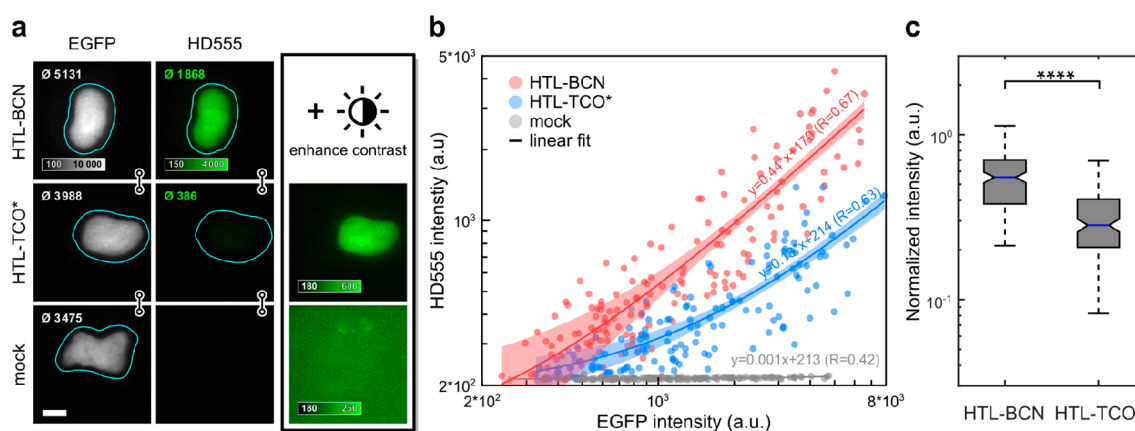 a
EGFP
HD555
HTL-BCN
Ø 5131
100 10 000
Ø 1868
150 4 000
+
enhance contrast
HTL-TCO*
Ø 3988
Ø 386
180 600
mock
Ø 3475
180 250
b
HD555 intensity (a.u)
5*10³
10³
2*10²
HTL-BCN
HTL-TCO*
mock
linear fit
y=0.44*x+170 (R=0.67)
y=0.13*x+214 (R=0.63)
y=0.001x+213 (R=0.42)
2*10² 10³ 8*10³
EGFP intensity (a.u.)
c
Normalized intensity (a.u.)
****
10⁰
10⁻¹
HTL-BCN HTL-TCO